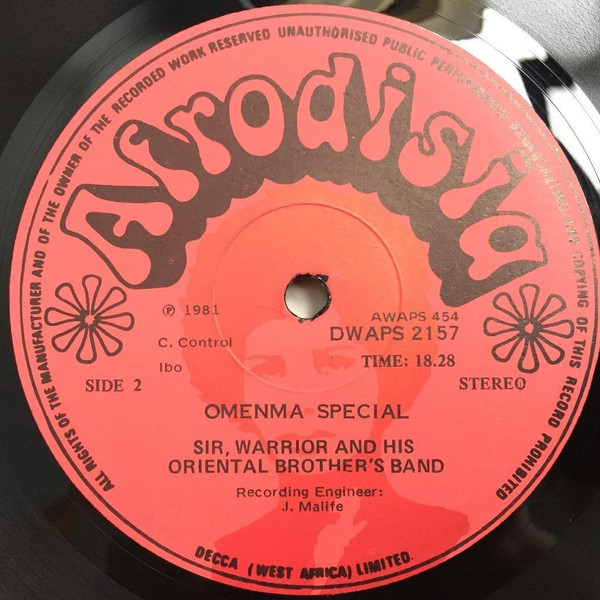 ALL RIGHTS OF THE MANUFACTURER AND OF THE OWNER OF THE RECORDED WORK RESERVED UNAUTHORISED PUBLIC PERFORMANCE BROADCASTING AND COPYING OF THIS RECORD PROHIBITED
Afrodisia
℗ 1981
AWAPS 454
DWAPS 2157
C. Control
Ibo
TIME: 18.28
SIDE 2
STEREO
OMENMA SPECIAL
SIR, WARRIOR AND HIS
ORIENTAL BROTHER'S BAND
Recording Engineer:
J. Malife
DECCA (WEST AFRICA) LIMITED.